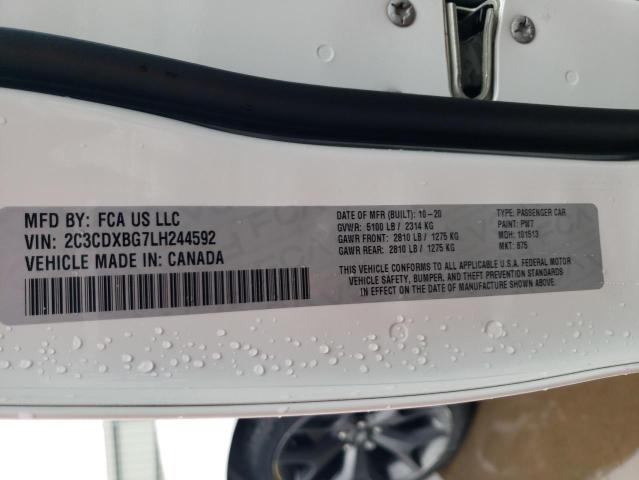 MFD BY: FCA US LLC
VIN: 2C3CDXBG7LH244592
VEHICLE MADE IN: CANADA
DATE OF MFR (BUILT): 10-20
GVWR: 5100 LB / 2314 KG
GAWR FRONT: 2810 LB / 1275 KG
GAWR REAR: 2810 LB / 1275 KG
TYPE: PASSENGER CAR
PAINT: PW7
MDH: 101513
MKT: B75
THIS VEHICLE CONFORMS TO ALL APPLICABLE U.S.A. FEDERAL MOTOR
VEHICLE SAFETY, BUMPER, AND THEFT PREVENTION STANDARDS
IN EFFECT ON THE DATE OF MANUFACTURE SHOWN ABOVE.